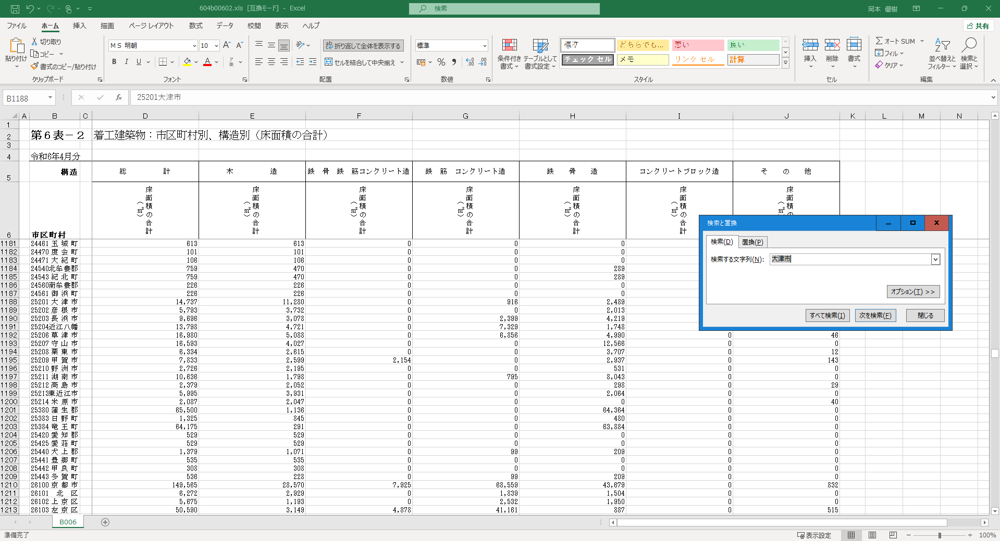 604b00602.xls [互換モード] - Excel
検索
岡本 優樹
ファイル ホーム 挿入 描画 ページ レイアウト 数式 データ 校閲 表示 ヘルプ
共有
貼り付け
切り取り
コピー
書式のコピー/貼り付け
クリップボード
ＭＳ 明朝 10
B I U
フォント
折り返して全体を表示する
セルを結合して中央揃え
配置
標準
数値
条件付き書式
テーブルとして書式設定
標準 どちらでも... 悪い 良い
チェック セル メモ リンク セル 計算
スタイル
挿入 削除 書式
セル
オート SUM
フィル
クリア
並べ替えとフィルター
検索と選択
編集
B1188
fx
25201大津市
A B C D E F G H I J K L M N
1
2 第６表－２ 着工建築物：市区町村別、構造別（床面積の合計）
3
4 令和6年4月分
5 構造 総計 木造 鉄骨鉄筋コンクリート造 鉄筋コンクリート造 鉄骨造 コンクリートブロック造 その他
6 市区町村 床面積の合計（㎡） 床面積の合計（㎡） 床面積の合計（㎡） 床面積の合計（㎡） 床面積の合計（㎡） 床面積の合計（㎡） 床面積の（㎡
1181 24461 玉 城 町 613 613 0 0 0
1182 24470 度 会 町 101 101 0 0 0
1183 24471 大 紀 町 106 106 0 0 0
1184 24540北牟婁郡 759 470 0 0 289
1185 24543 紀 北 町 759 470 0 0 289
1186 24560南牟婁郡 226 226 0 0 0
1187 24561 御 浜 町 226 226 0 0 0
1188 25201 大 津 市 14,737 11,280 0 916 2,489
1189 25202 彦 根 市 5,793 3,732 0 0 2,013
1190 25203 長 浜 市 9,696 3,078 0 2,399 4,219
1191 25204近江八幡 13,798 4,721 0 7,329 1,748
1192 25206 草 津 市 16,980 5,088 0 6,856 4,990 0 46
1193 25207 守 山 市 16,593 4,027 0 0 12,566 0 0
1194 25208 栗 東 市 6,334 2,615 0 0 3,707 0 12
1195 25209 甲 賀 市 7,833 2,599 2,154 0 2,937 0 143
1196 25210 野 洲 市 2,726 2,195 0 0 531 0 0
1197 25211 湖 南 市 10,636 1,798 0 795 8,043 0 0
1198 25212 高 島 市 2,379 2,052 0 0 298 0 29
1199 25213東近江市 5,995 3,931 0 0 2,064 0 0
1200 25214 米 原 市 2,087 2,047 0 0 0 0 40
1201 25380 蒲 生 郡 65,500 1,136 0 0 64,364 0 0
1202 25383 日 野 町 1,325 845 0 0 480 0 0
1203 25384 竜 王 町 64,175 291 0 0 63,884 0 0
1204 25420 愛 知 郡 529 529 0 0 0 0 0
1205 25425 愛 荘 町 529 529 0 0 0 0 0
1206 25440 犬 上 郡 1,379 1,071 0 99 209 0 0
1207 25441 豊 郷 町 535 535 0 0 0 0 0
1208 25442 甲 良 町 308 308 0 0 0 0 0
1209 25443 多 賀 町 536 228 0 99 209 0 0
1210 26100 京 都 市 149,565 28,570 7,925 68,559 43,679 0 832
1211 26101 北 区 6,272 2,929 0 1,839 1,504 0 0
1212 26102 上 京 区 5,675 1,193 0 2,532 1,950 0 0
1213 26103 左 京 区 50,590 3,149 4,878 41,161 887 0 515
検索と置換
検索(D) 置換(P)
検索する文字列(N): 大津市
オプション(T) >>
すべて検索(I) 次を検索(F) 閉じる
B006
準備完了
表示設定
100%